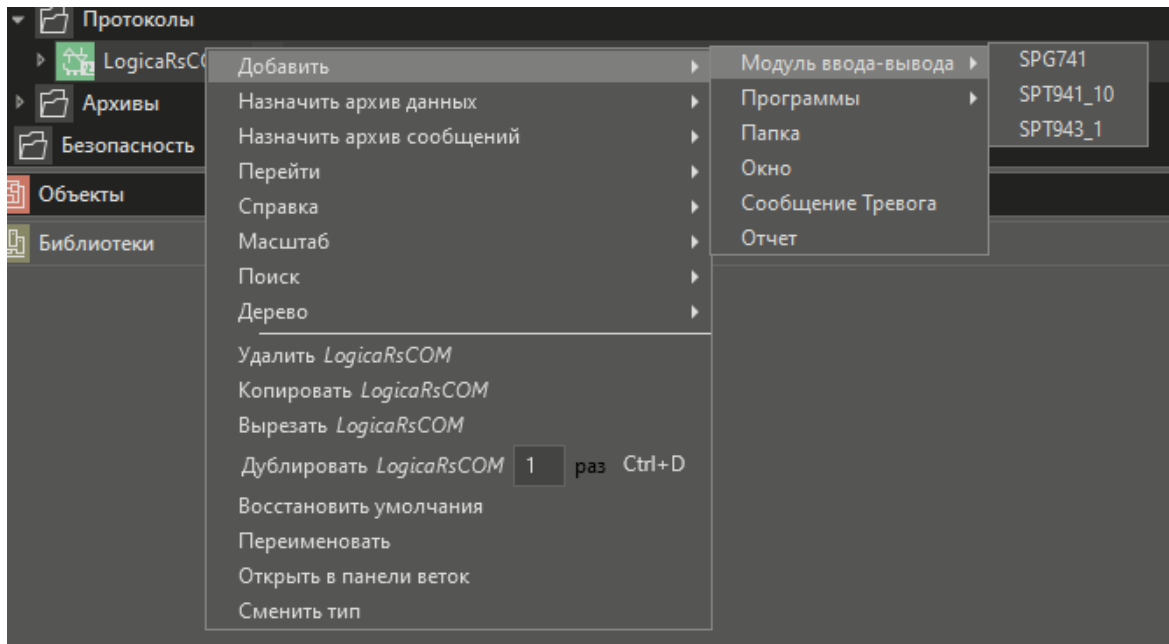 Протоколы
LogicaRsC
Архивы
Безопасность
Объекты
Библиотеки
Добавить
Назначить архив данных
Назначить архив сообщений
Перейти
Справка
Масштаб
Поиск
Дерево
Удалить LogicaRsCOM
Копировать LogicaRsCOM
Вырезать LogicaRsCOM
Дублировать LogicaRsCOM 1 раз Ctrl+D
Восстановить умолчания
Переименовать
Открыть в панели веток
Сменить тип
Модуль ввода-вывода
Программы
Папка
Окно
Сообщение Тревога
Отчет
SPG741
SPT941_10
SPT943_1